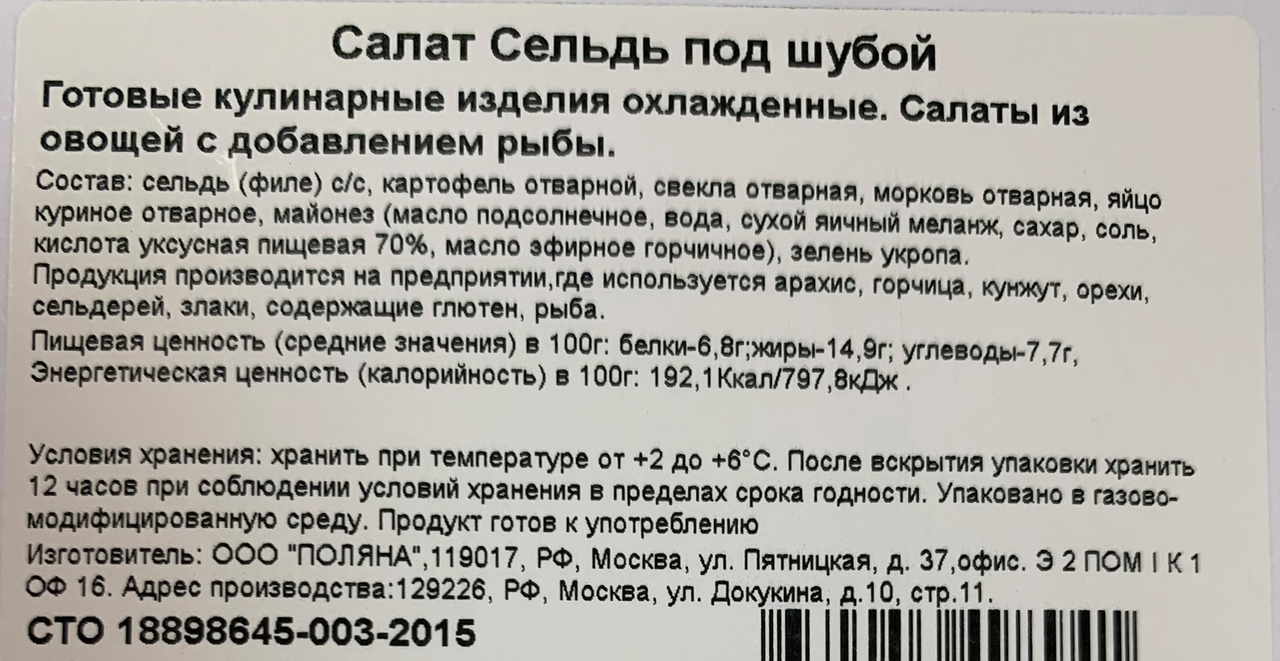 Салат Сельдь под шубой
Готовые кулинарные изделия охлажденные. Салаты из
овощей с добавлением рыбы.
Состав: сельдь (филе) с/с, картофель отварной, свекла отварная, морковь отварная, яйцо
куриное отварное, майонез (масло подсолнечное, вода, сухой яичный меланж, сахар, соль,
кислота уксусная пищевая 70%, масло эфирное горчичное), зелень укропа.
Продукция производится на предприятии,где используется арахис, горчица, кунжут, орехи,
сельдерей, злаки, содержащие глютен, рыба.
Пищевая ценность (средние значения) в 100г: белки-6,8г;жиры-14,9г; углеводы-7,7г,
Энергетическая ценность (калорийность) в 100г: 192,1Ккал/797,8кДж .
Условия хранения: хранить при температуре от +2 до +6°С. После вскрытия упаковки хранить
12 часов при соблюдении условий хранения в пределах срока годности. Упаковано в газово-
модифицированную среду. Продукт готов к употреблению
Изготовитель: ООО "ПОЛЯНА",119017, РФ, Москва, ул. Пятницкая, д. 37,офис. Э 2 ПОМ I К 1
ОФ 16. Адрес производства:129226, РФ, Москва, ул. Докукина, д.10, стр.11.
СТО 18898645-003-2015